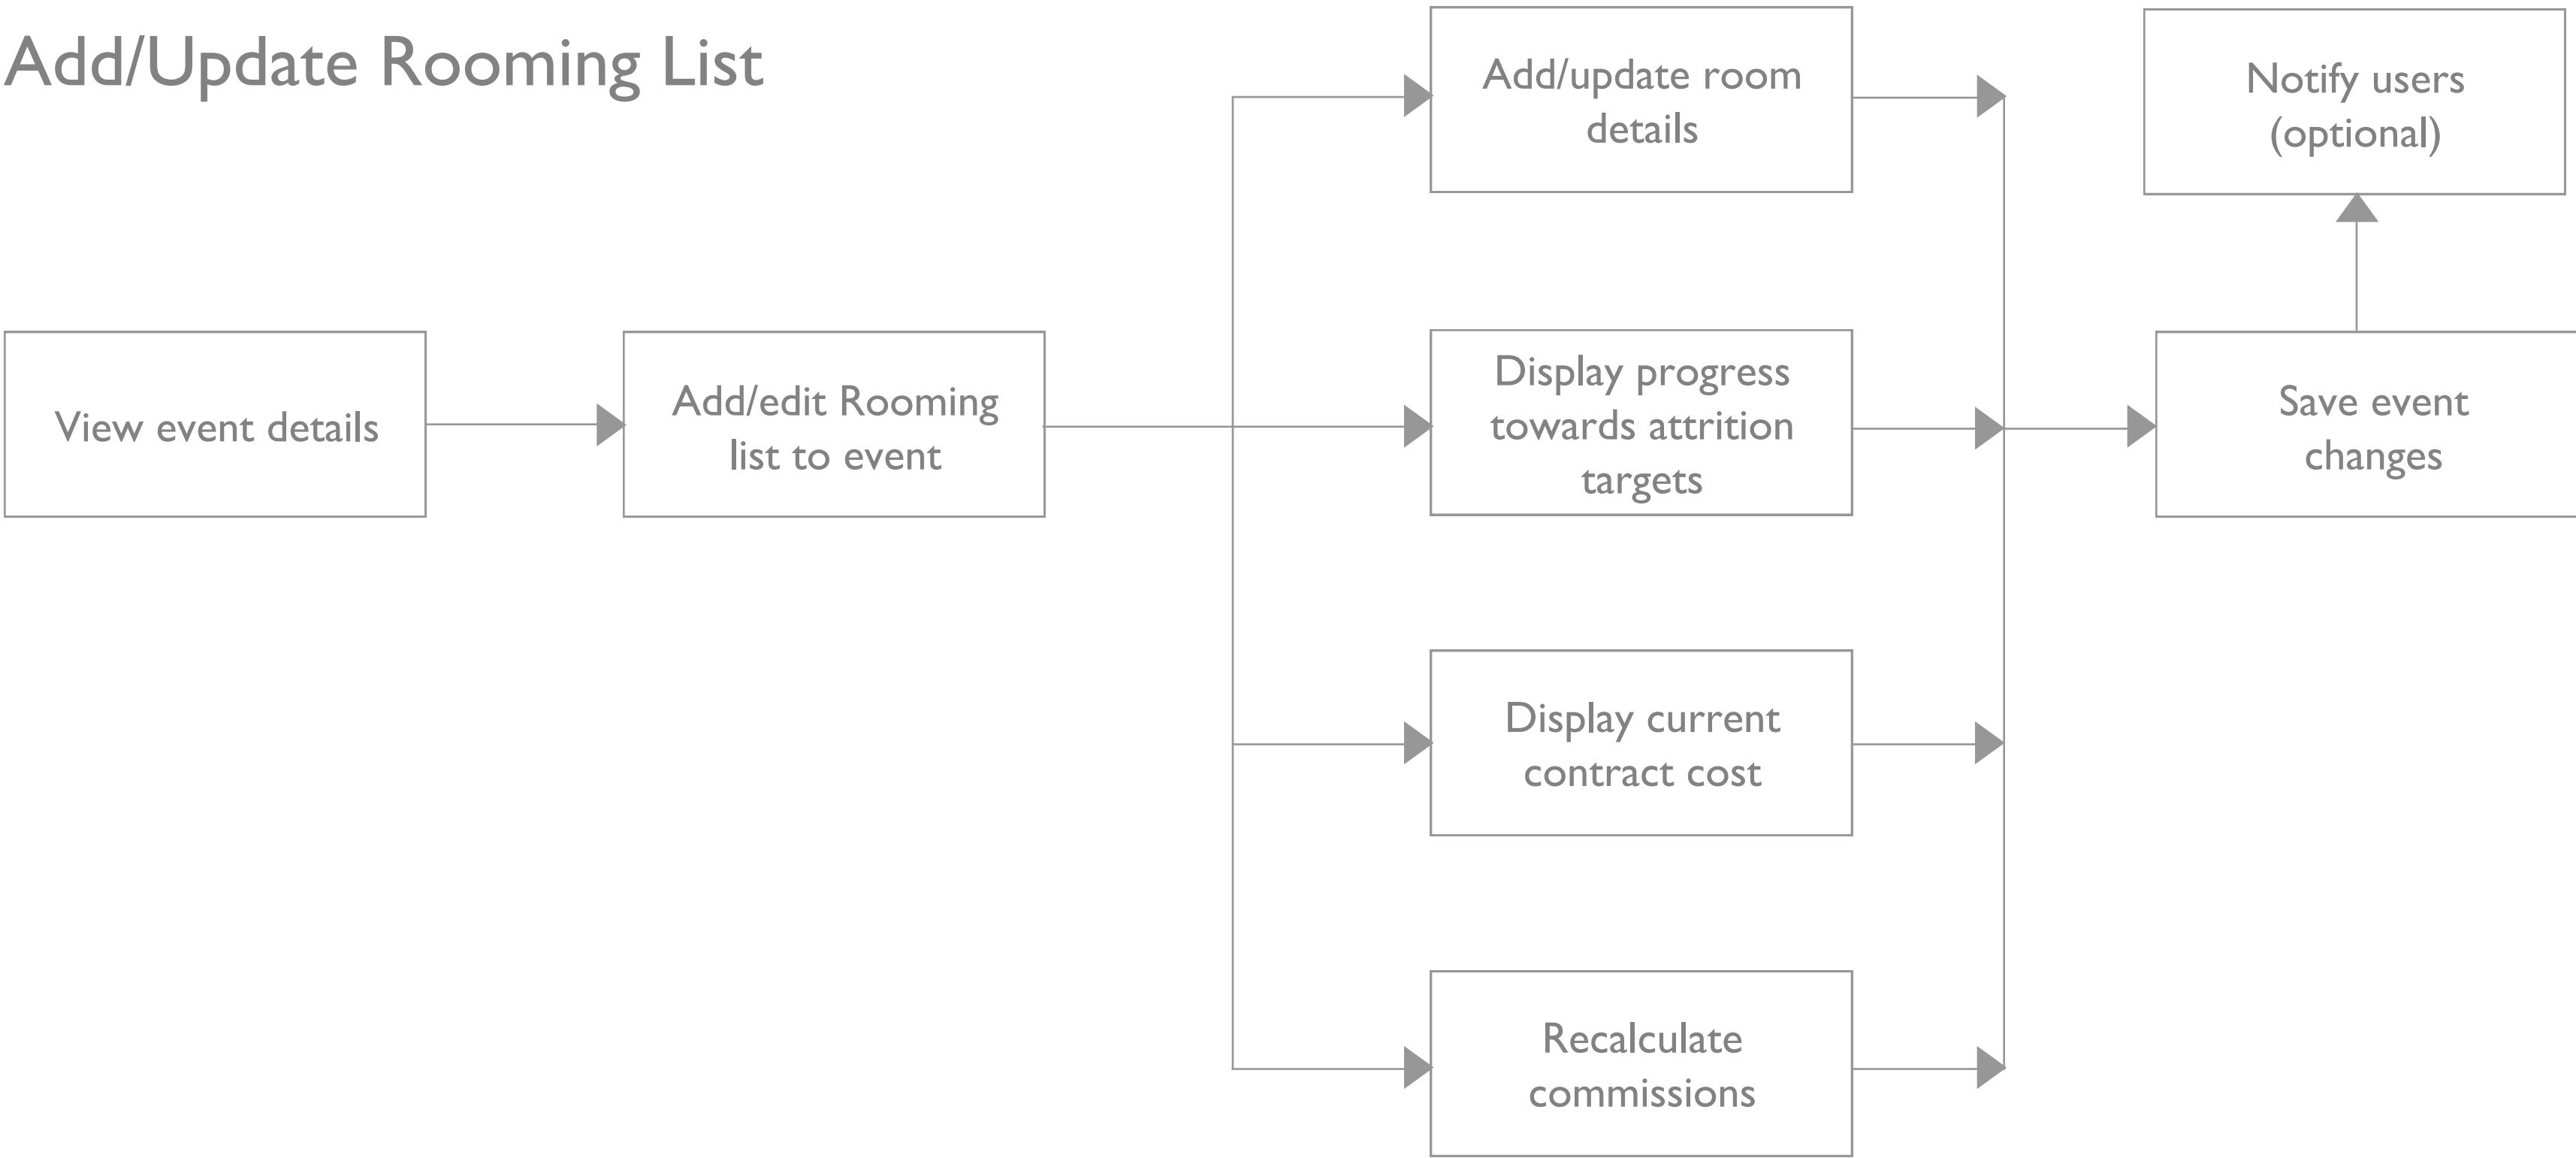 Add/Update Rooming List
Add/update room
details
Notify users
(optional)
View event details
Add/edit Rooming
list to event
Display progress
towards attrition
targets
Save event
changes
Display current
contract cost
Recalculate
commissions